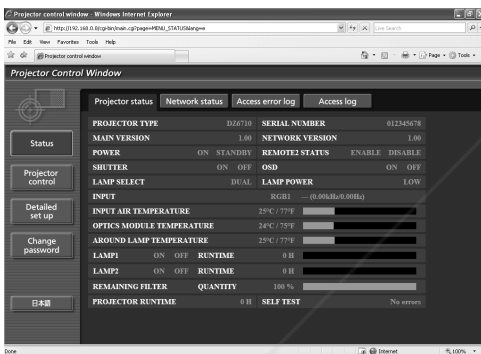 Projector control window - Windows Internet Explorer
http://192.168.0.8/cgi-bin/main.cgi?page=MENU_STATUS&lang=e
Live Search
File Edit View Favorites Tools Help
Projector control window
Page Tools
Projector Control Window
Projector status Network status Access error log Access log
PROJECTOR TYPE DZ6710 SERIAL NUMBER 012345678
MAIN VERSION 1.00 NETWORK VERSION 1.00
POWER ON STANDBY REMOTE2 STATUS ENABLE DISABLE
SHUTTER ON OFF OSD ON OFF
LAMP SELECT DUAL LAMP POWER LOW
INPUT RGB1 --- (0.00kHz/0.00Hz)
INPUT AIR TEMPERATURE 25°C / 77°F
OPTICS MODULE TEMPERATURE 24°C / 75°F
AROUND LAMP TEMPERATURE 25°C / 77°F
LAMP1 ON OFF RUNTIME 0 H
LAMP2 ON OFF RUNTIME 0 H
REMAINING FILTER QUANTITY 100 %
PROJECTOR RUNTIME 0 H SELF TEST No errors
Status
Projector
control
Detailed
set up
Change
password
日本語
Done
Internet
100%